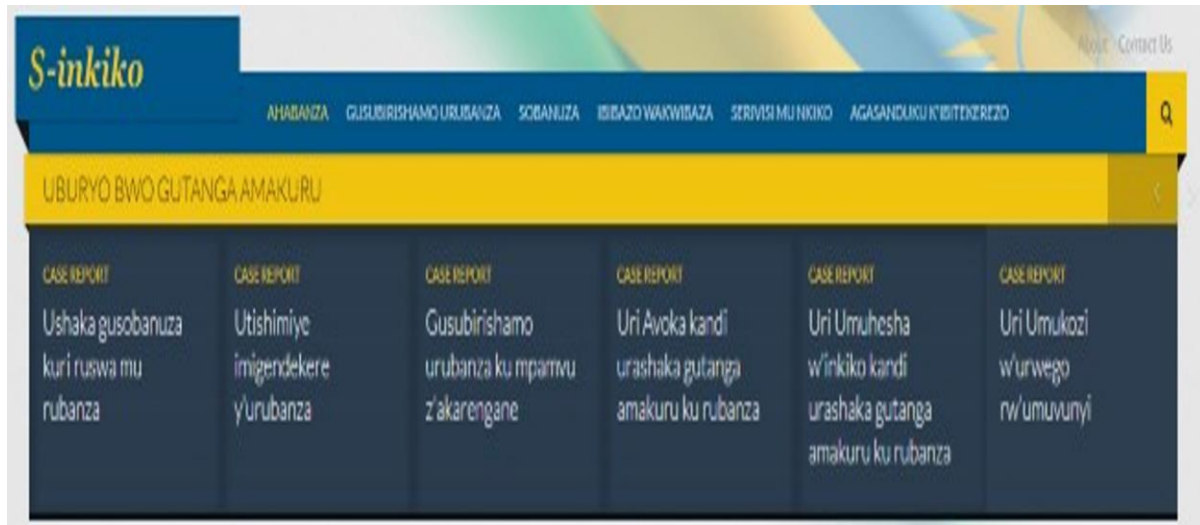 About Contact Us
S-inkiko
AHABANZA GUSUBIRISHAMO URUBANZA SOBANUZA IBIBAZO WAKWIBAZA SERIVISI MU NKIKO AGASANDUKU K'IBITEKEREZO
UBURYO BWO GUTANGA AMAKURU
CASE REPORT
Ushaka gusobanuza
kuri ruswa mu
rubanza
CASE REPORT
Utishimiye
imigendekere
y'urubanza
CASE REPORT
Gusubirishamo
urubanza ku mpamvu
z'akarengane
CASE REPORT
Uri Avoka kandi
urashaka gutanga
amakuru ku rubanza
CASE REPORT
Uri Umuhesha
w'inkiko kandi
urashaka gutanga
amakuru ku rubanza
CASE REPORT
Uri Umukozi
w'urwego
rw'umuvunyi